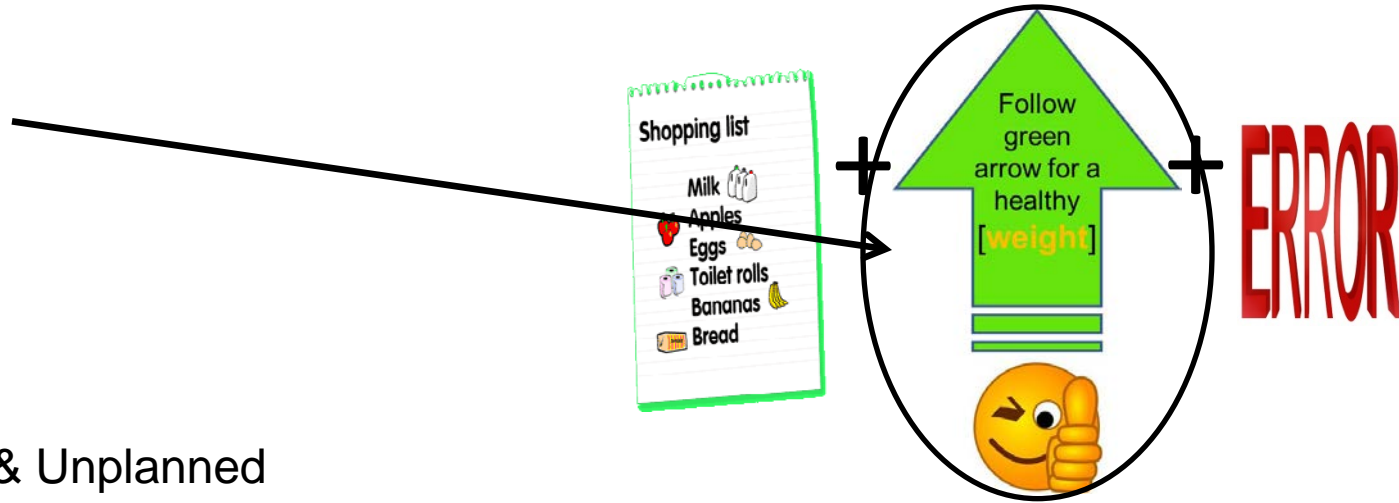 Shopping list
Milk
Apples
Eggs
Toilet rolls
Bananas
Bread
+
Follow
green
arrow for a
healthy
[weight]
+
ERROR
& Unplanned